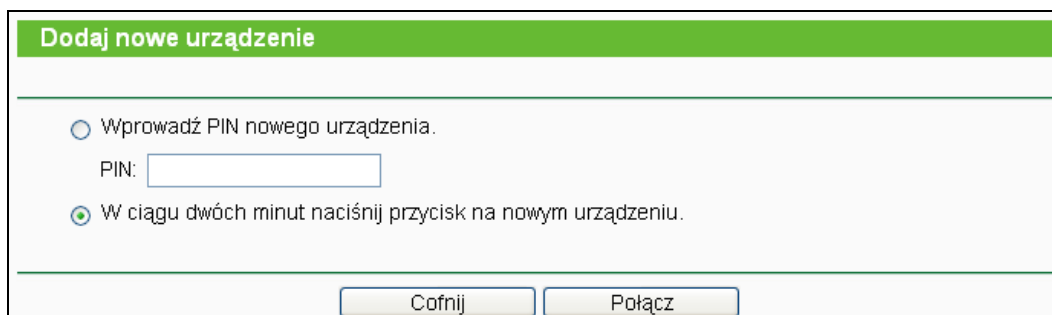 Dodaj nowe urządzenie
Wprowadź PIN nowego urządzenia.
PIN:
W ciągu dwóch minut naciśnij przycisk na nowym urządzeniu.
Cofnij Połącz